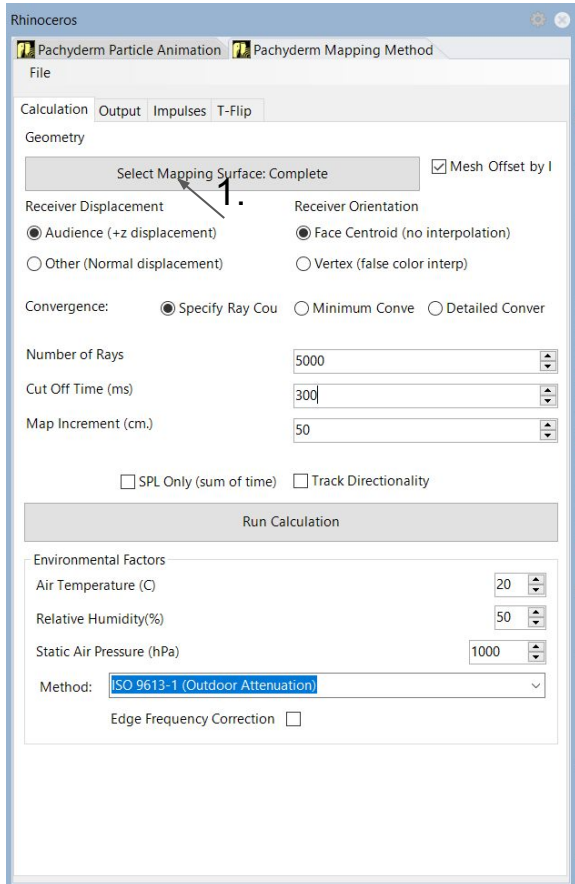 Rhinoceros
Pachyderm Particle Animation Pachyderm Mapping Method
File
Calculation Output Impulses T-Flip
Geometry
Select Mapping Surface: Complete Mesh Offset by I
1.
Receiver Displacement Receiver Orientation
Audience (+z displacement) Face Centroid (no interpolation)
Other (Normal displacement) Vertex (false color interp)
Convergence: Specify Ray Cou Minimum Conve Detailed Conver
Number of Rays 5000
Cut Off Time (ms) 300
Map Increment (cm.) 50
SPL Only (sum of time) Track Directionality
Run Calculation
Environmental Factors
Air Temperature (C) 20
Relative Humidity(%) 50
Static Air Pressure (hPa) 1000
Method: ISO 9613-1 (Outdoor Attenuation)
Edge Frequency Correction